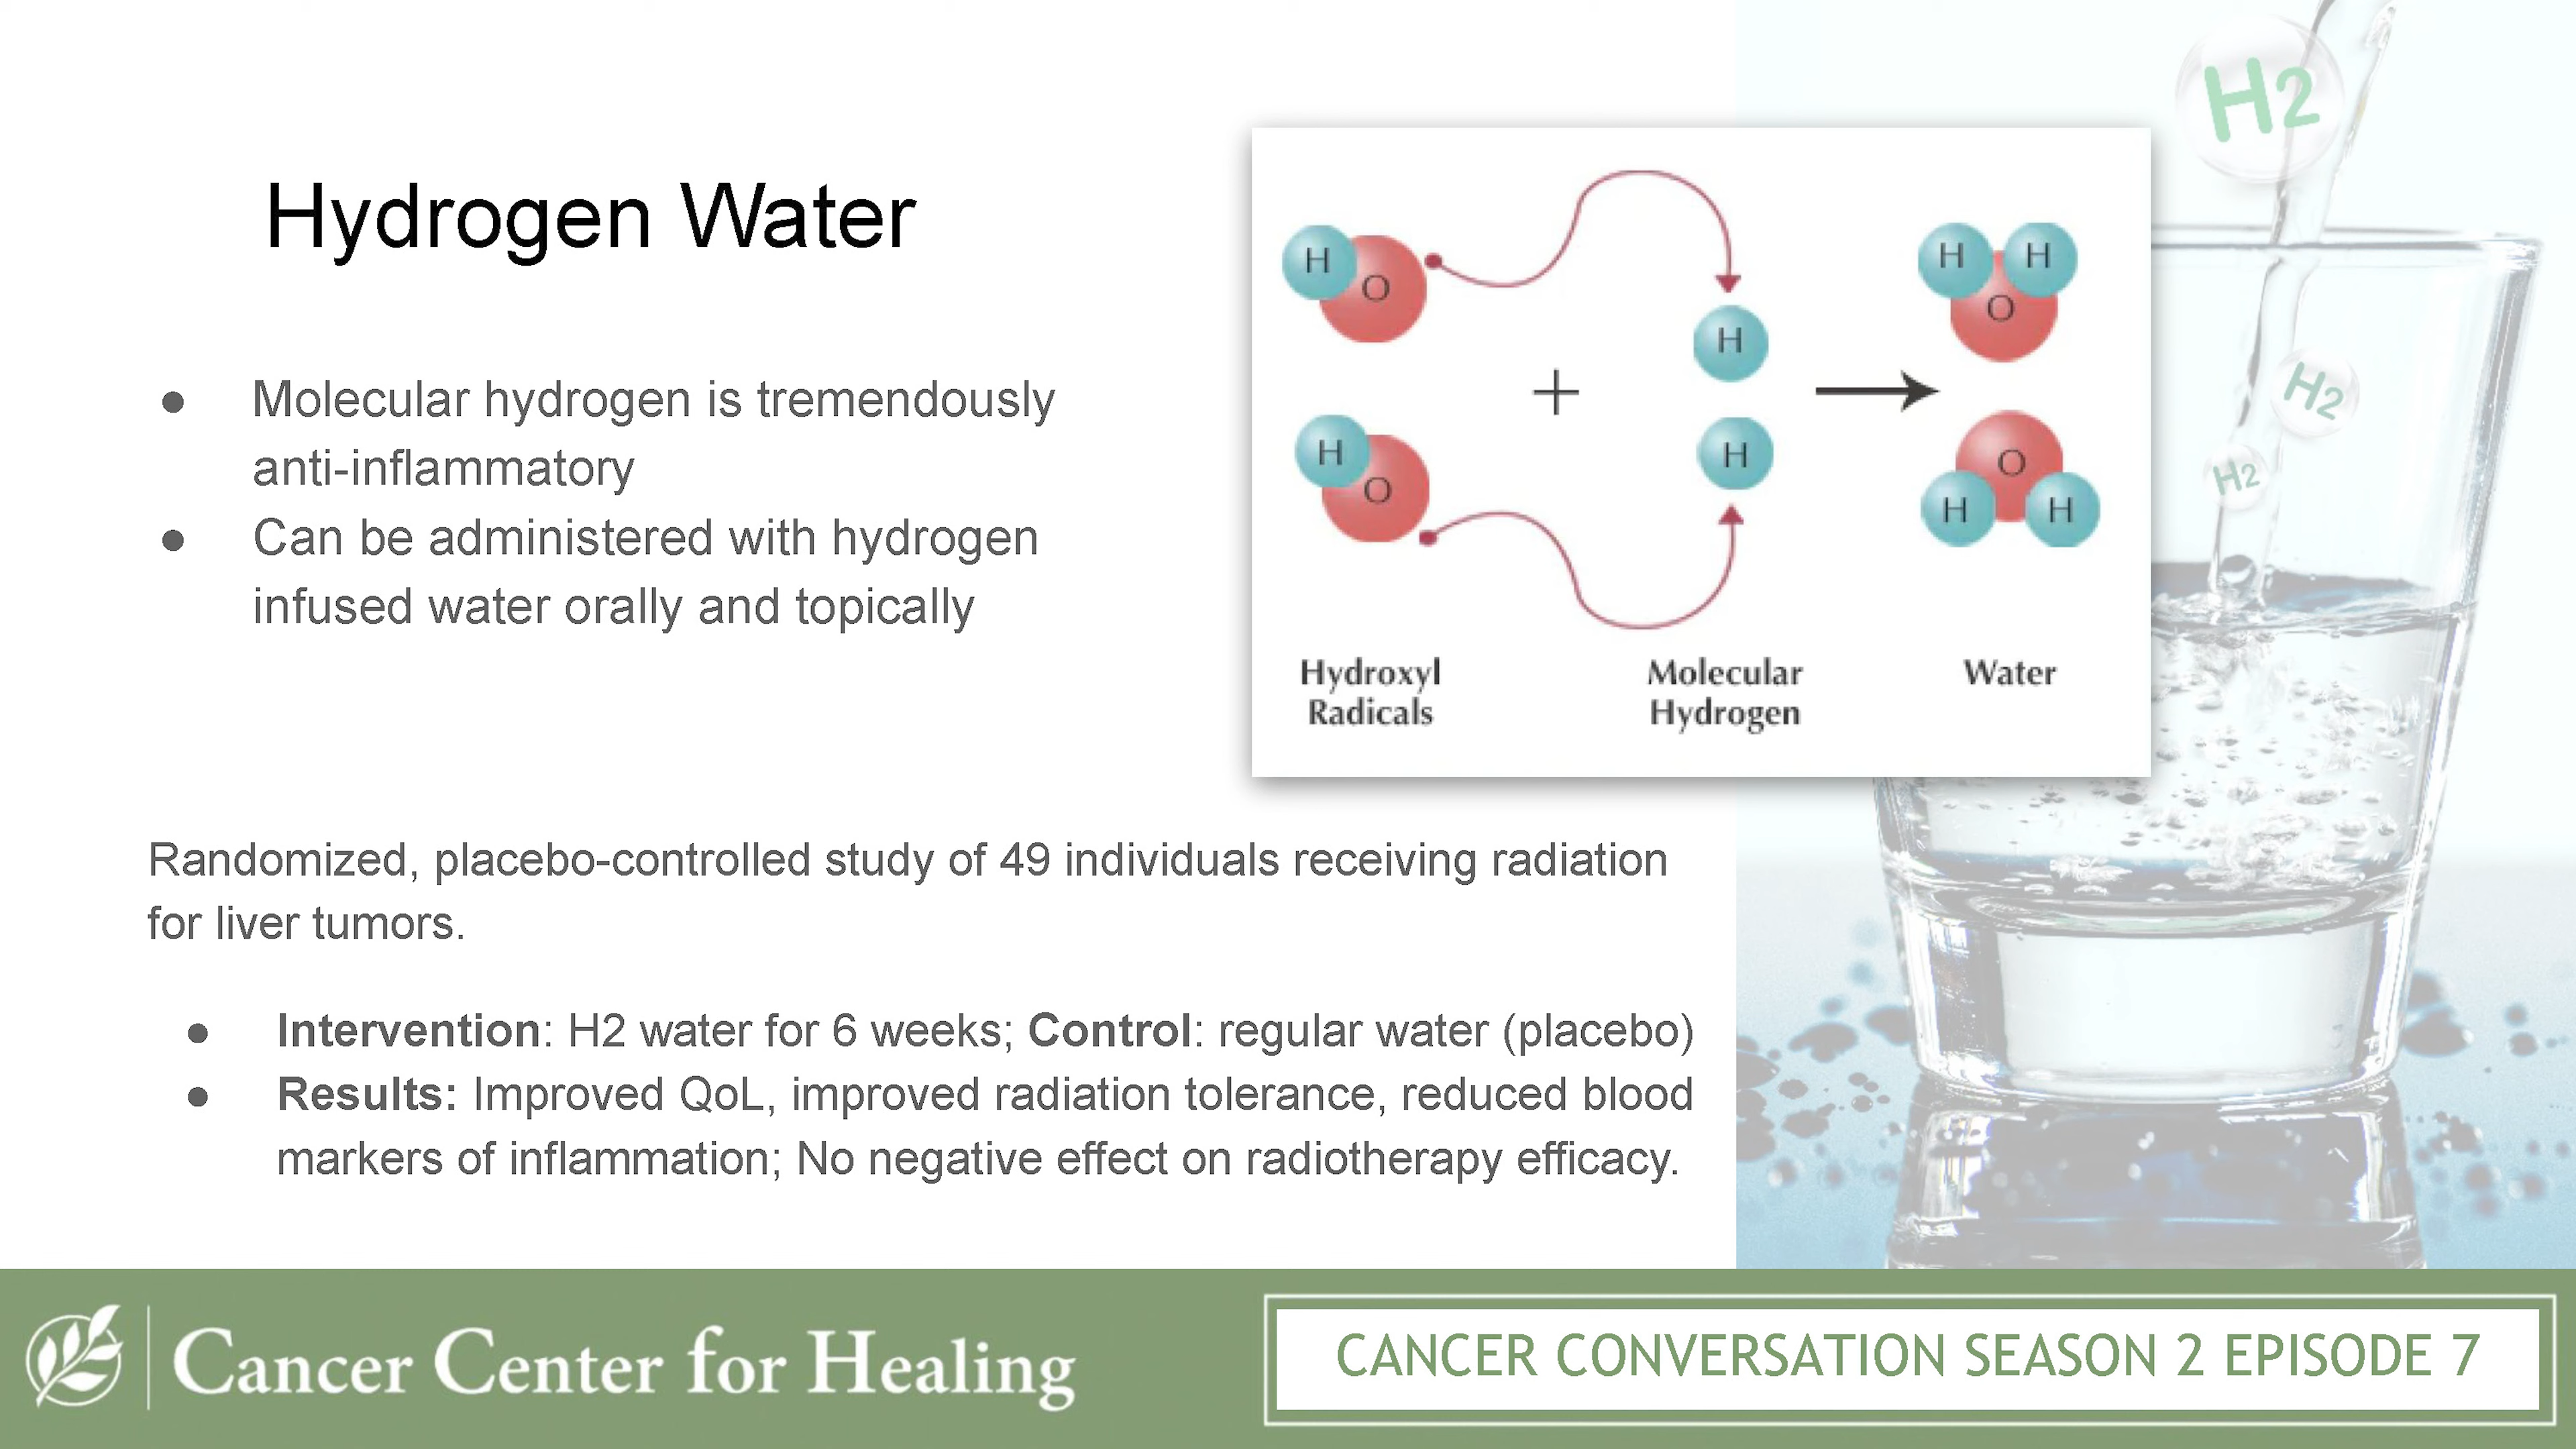 Hydrogen Water
● Molecular hydrogen is tremendously
anti-inflammatory
● Can be administered with hydrogen
infused water orally and topically
H
O
H
O
+
H
H
H H
O
O
H H
Hydroxyl
Radicals
Molecular
Hydrogen
Water
H2
H2
H2
Randomized, placebo-controlled study of 49 individuals receiving radiation
for liver tumors.
● Intervention: H2 water for 6 weeks; Control: regular water (placebo)
● Results: Improved QoL, improved radiation tolerance, reduced blood
markers of inflammation; No negative effect on radiotherapy efficacy.
Cancer Center for Healing
CANCER CONVERSATION SEASON 2 EPISODE 7